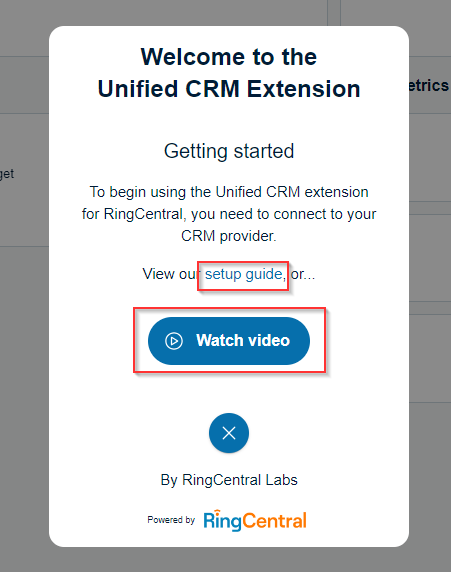 Welcome to the
Unified CRM Extension
etrics
Getting started
get
To begin using the Unified CRM extension
for RingCentral, you need to connect to your
CRM provider.
View our setup guide, or...
Watch video
By RingCentral Labs
Powered by RingCentral